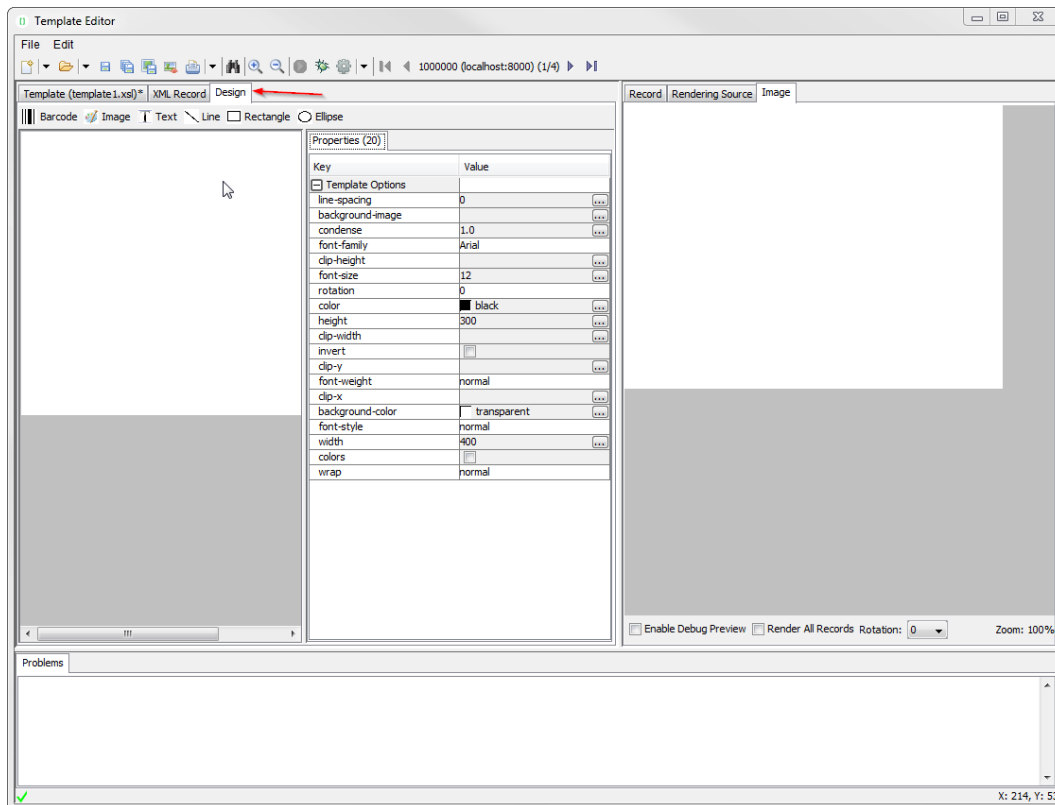 Template Editor
File Edit
1000000 (localhost:8000) (1/4)
Template (template1.xsl)* XML Record Design
Record Rendering Source Image
Barcode Image Text Line Rectangle Ellipse
Properties (20)
Key Value
Template Options
line-spacing 0 ...
background-image ...
condense 1.0 ...
font-family Arial
clip-height ...
font-size 12 ...
rotation 0
color black ...
height 300 ...
clip-width ...
invert
clip-y ...
font-weight normal
clip-x ...
background-color transparent ...
font-style normal
width 400 ...
colors
wrap normal
Enable Debug Preview Render All Records Rotation: 0 Zoom: 100%
Problems
X: 214, Y: 53